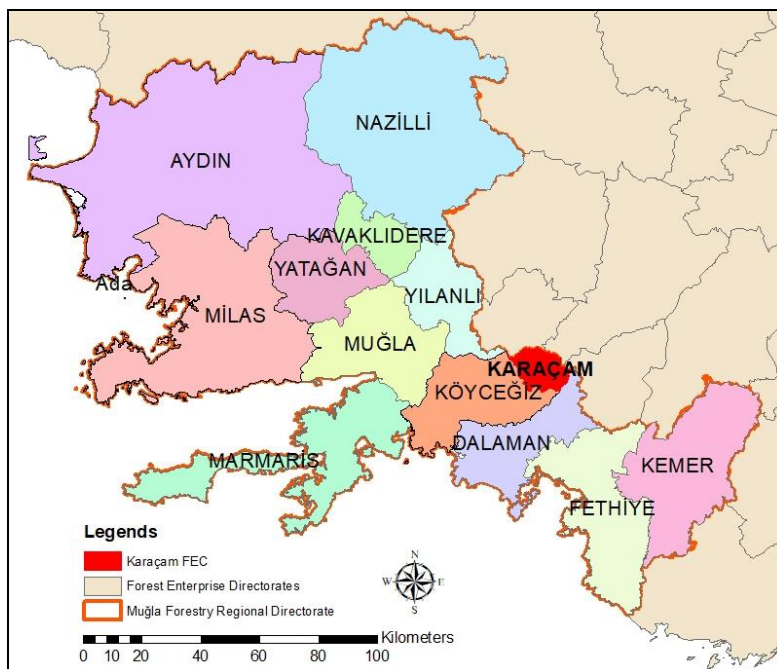 NAZİLLİ
AYDIN
KAVAKLIDERE
YATAĞAN
Ada
YILANLI
MİLAS
MUĞLA
KARAÇAM
KÖYCEĞİZ
DALAMAN
MARMARİS
KEMER
FETHİYE
Legends
Karaçam FEC
Forest Enterprise Directorates
Muğla Forestry Regional Directorate
N
W E
S
Kilometers
0 10 20 40 60 80 100